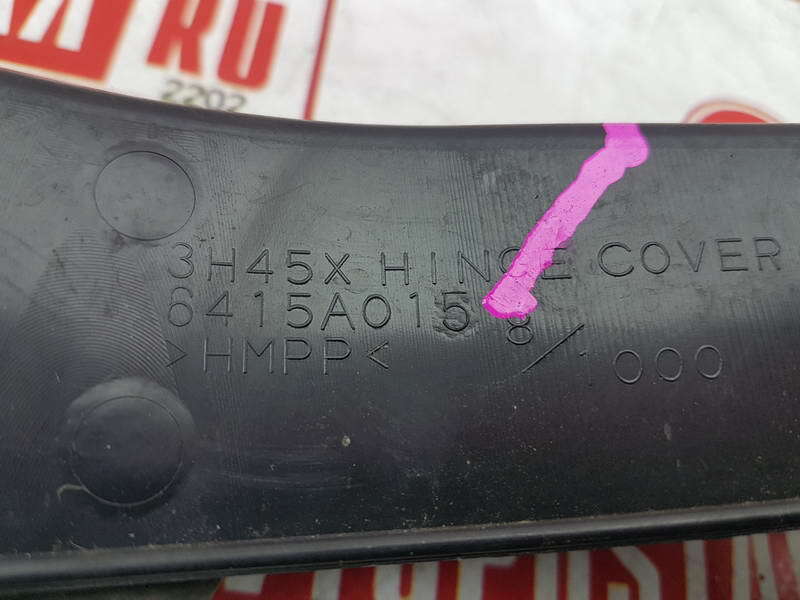 RU
2202
3H45X HINGE COVER
6415A015
8/1000
>HMPP<